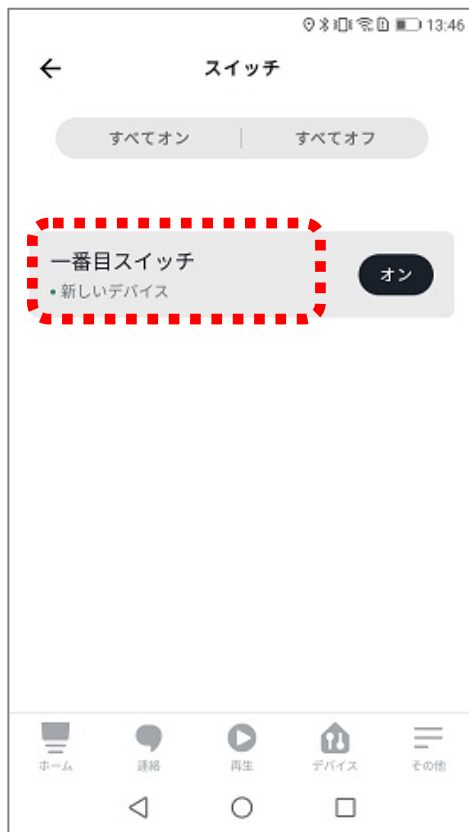 13:46
スイッチ
すべてオン すべてオフ
一番目スイッチ
• 新しいデバイス
オン
ホーム 連絡 再生 デバイス その他